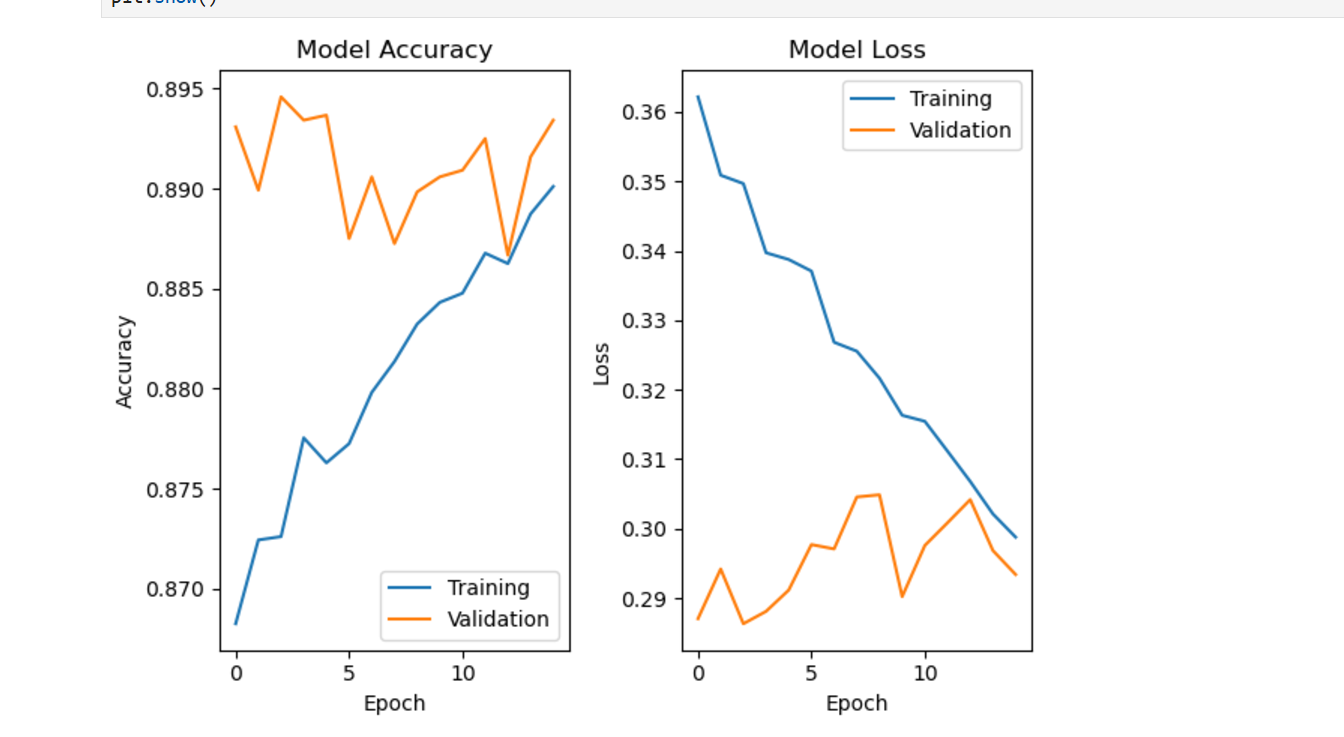 plt.show()
Model Accuracy
0.895
0.890
0.885
0.880
0.875
0.870
Accuracy
0
5
10
Epoch
Training
Validation
Model Loss
0.36
0.35
0.34
0.33
0.32
0.31
0.30
0.29
Loss
0
5
10
Epoch
Training
Validation